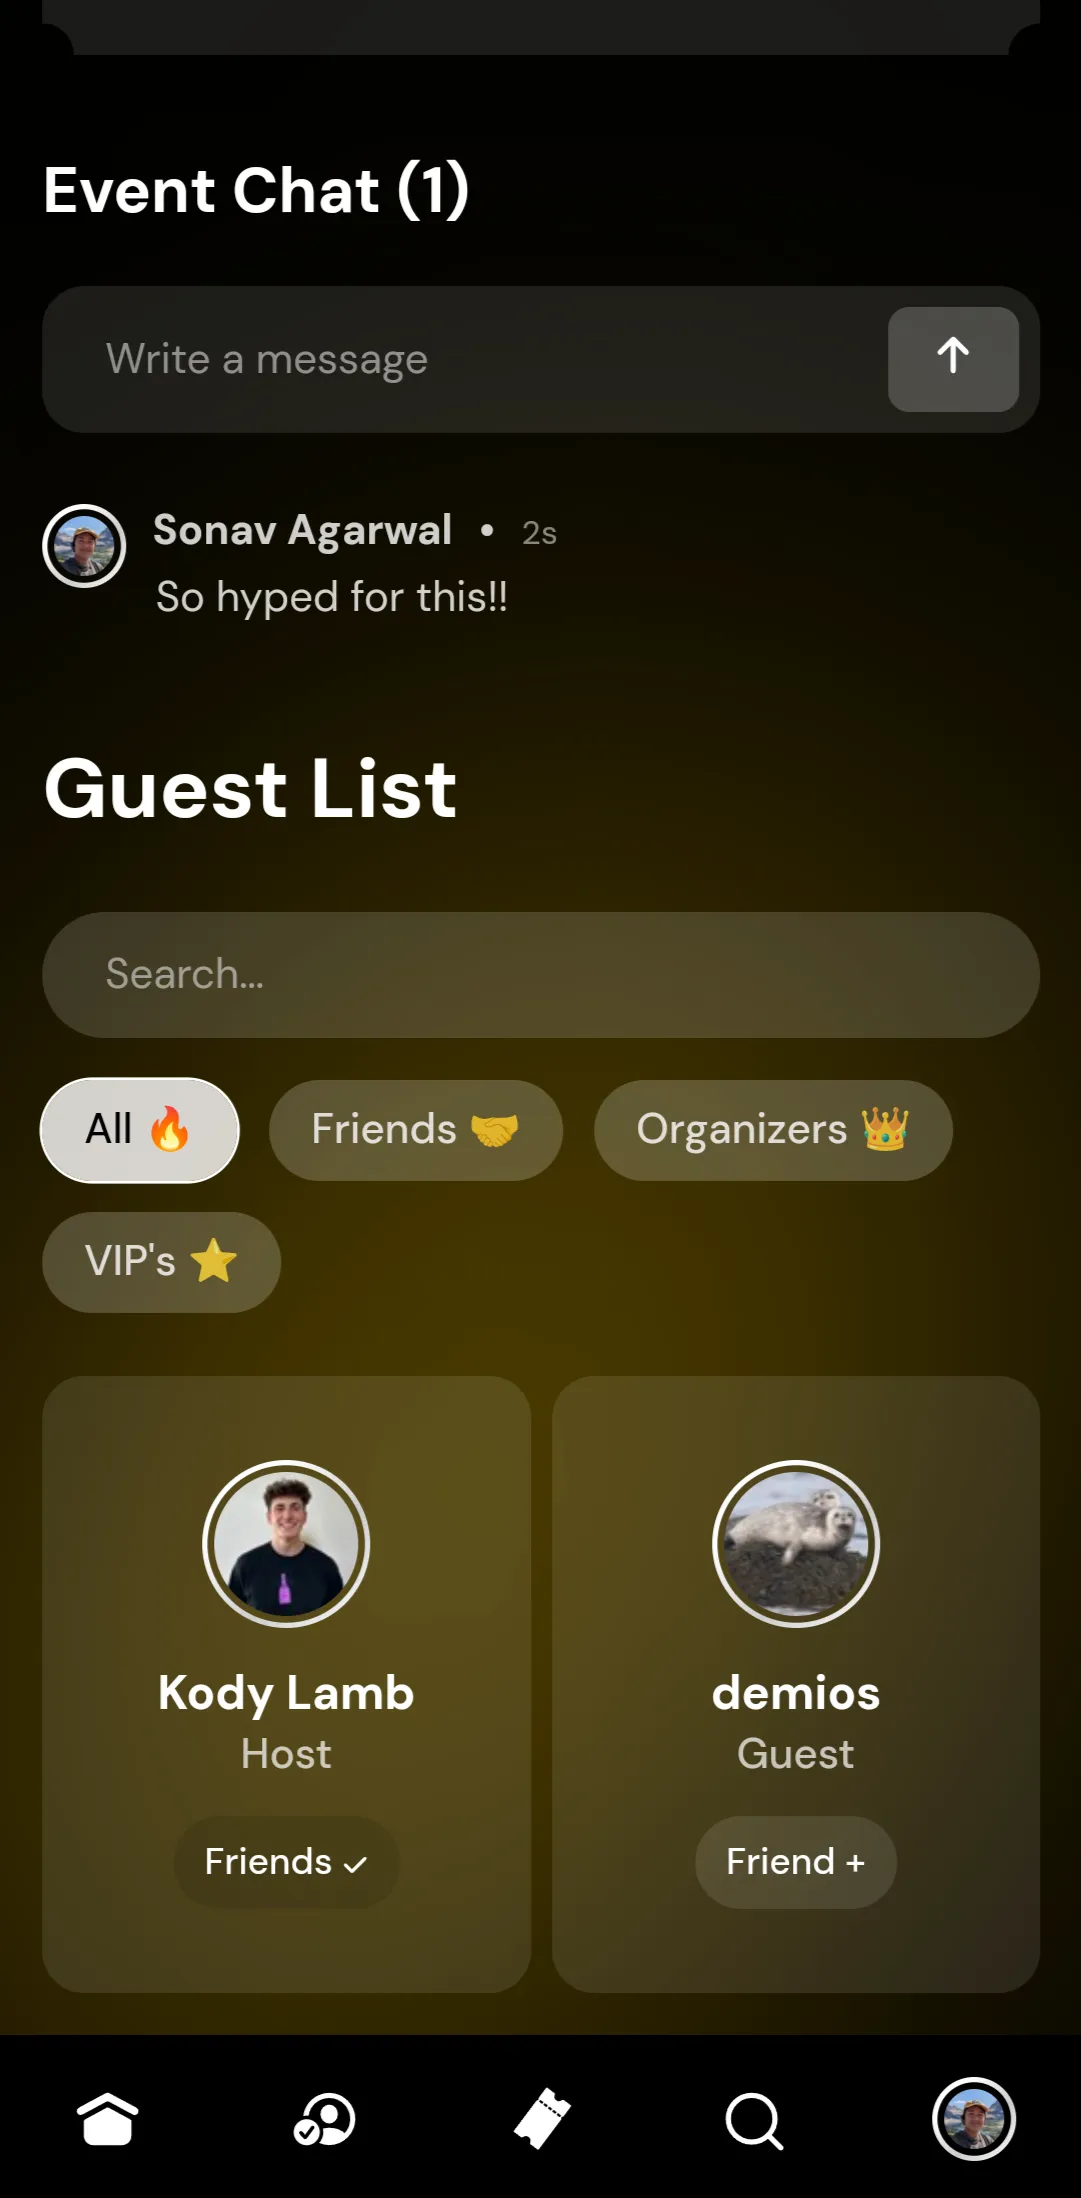 Event Chat (1)
Write a message
Sonav Agarwal • 2s
So hyped for this!!
Guest List
Search...
All 🔥 Friends 🤝 Organizers 👑
VIP's ⭐
Kody Lamb
Host
Friends ✓
demios
Guest
Friend +